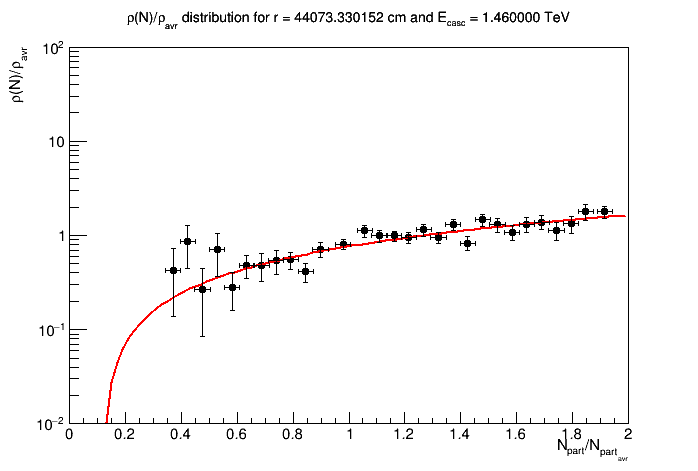 ρ(N)/ρ_avr distribution for r = 44073.330152 cm and E_casc = 1.460000 TeV
ρ(N)/ρ_avr
10²
10
1
10⁻¹
10⁻²
0 0.2 0.4 0.6 0.8 1 1.2 1.4 1.6 1.8 2
N_part/N_part_avr